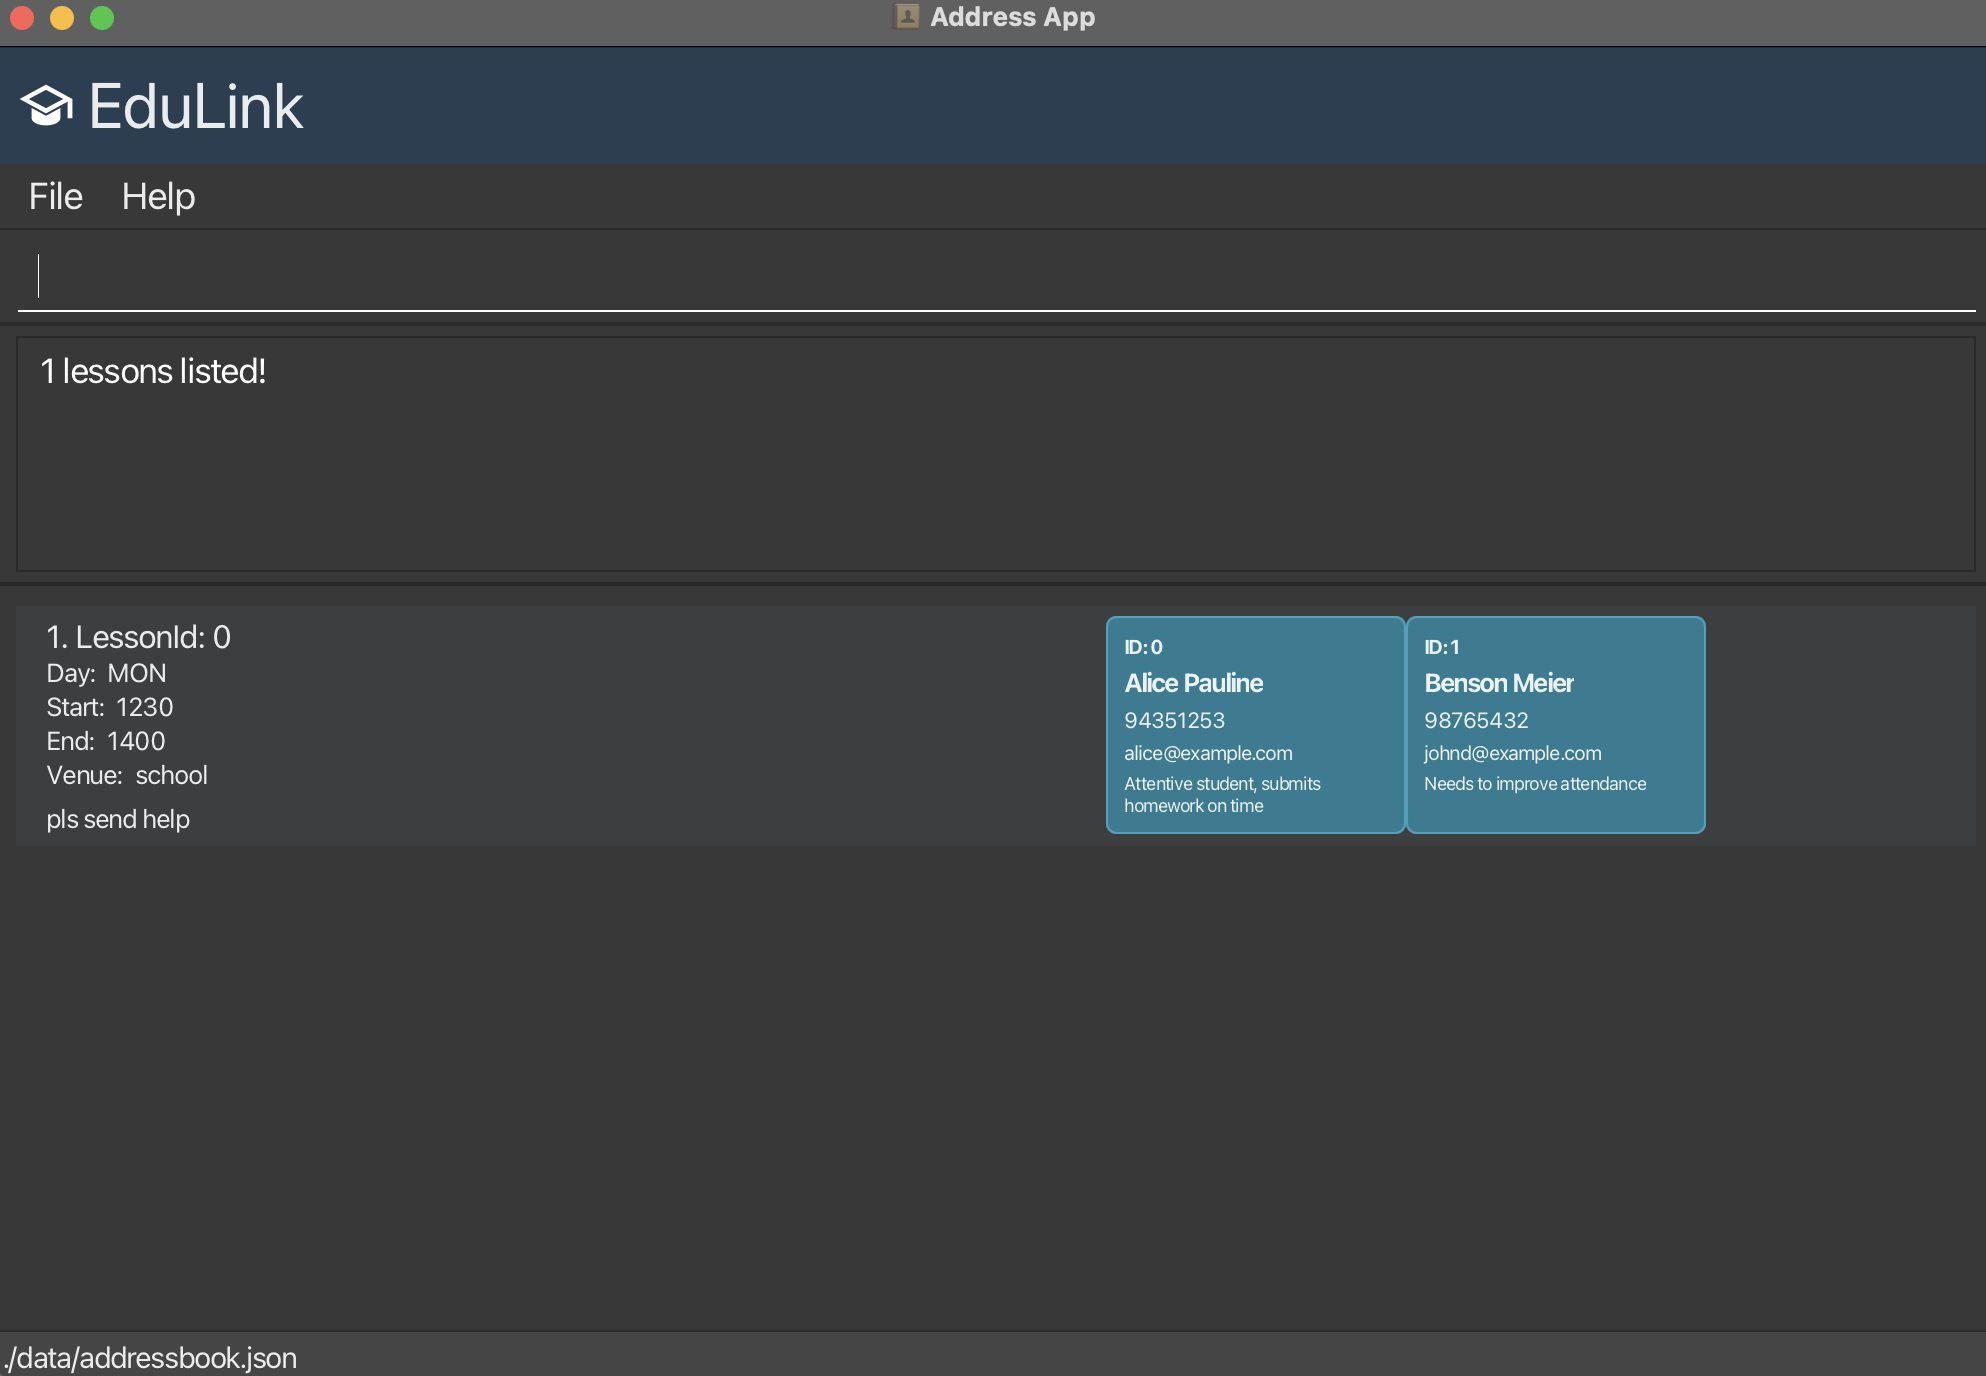 Address App
EduLink
File Help
1 lessons listed!
1. LessonId: 0
Day: MON
Start: 1230
End: 1400
Venue: school
pls send help
ID: 0
Alice Pauline
94351253
alice@example.com
Attentive student, submits
homework on time
ID: 1
Benson Meier
98765432
johnd@example.com
Needs to improve attendance
./data/addressbook.json